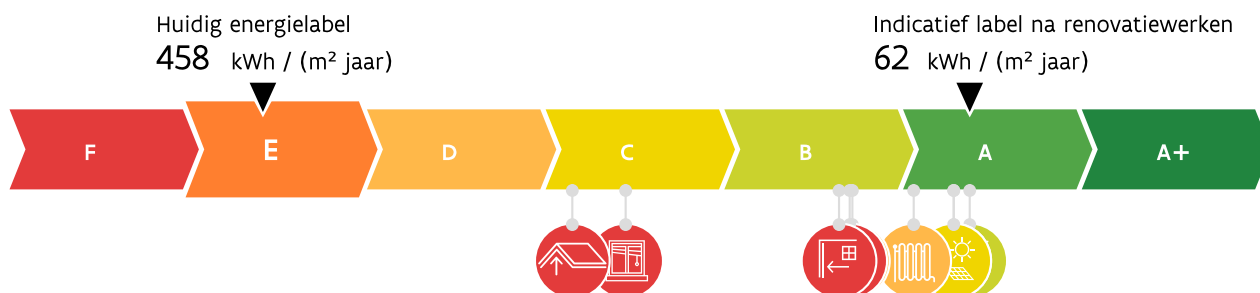 Huidig energielabel
458 kWh / (m² jaar)
Indicatief label na renovatiewerken
62 kWh / (m² jaar)
F E D C B A A+